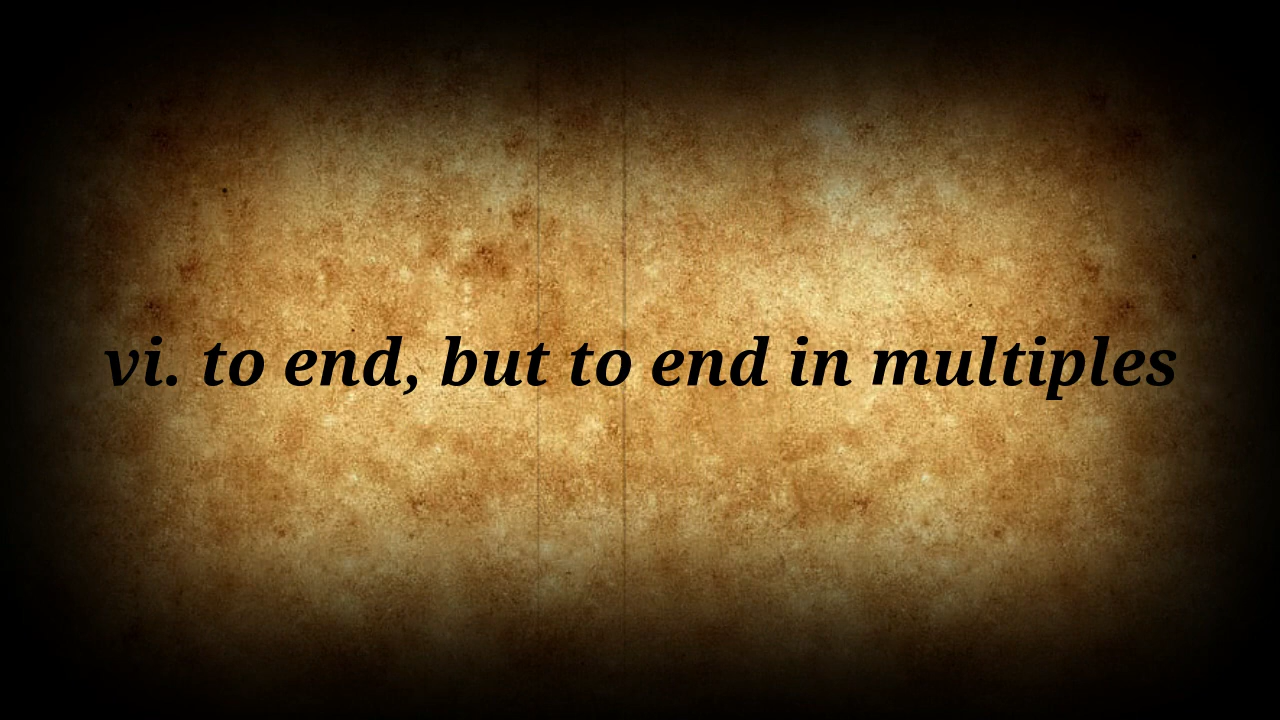 vi. to end, but to end in multiples